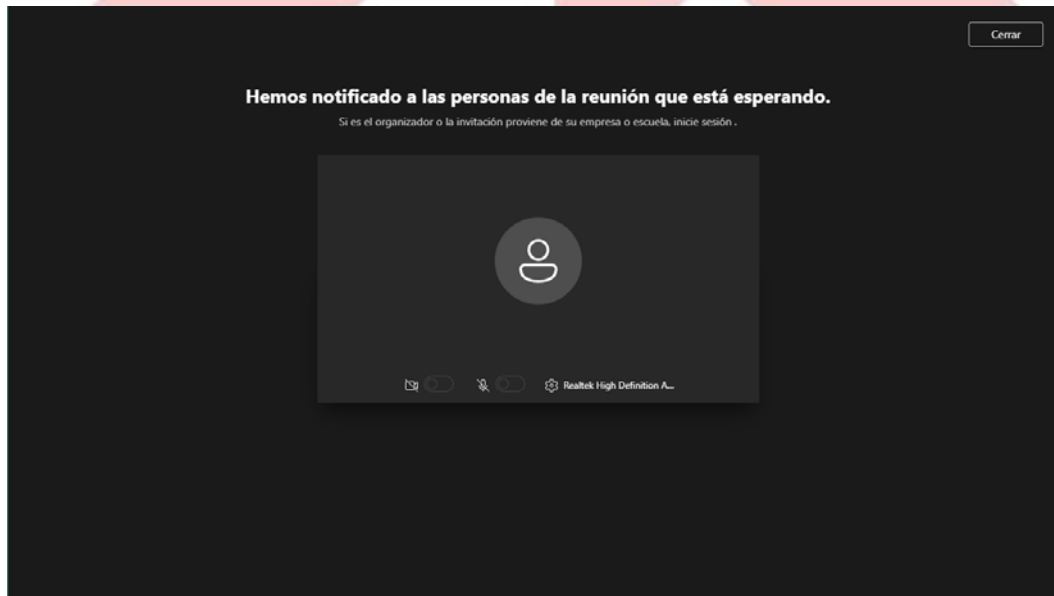 Cerrar
Hemos notificado a las personas de la reunión que está esperando.
Si es el organizador o la invitación proviene de su empresa o escuela, inicie sesión .
Realtek High Definition A...